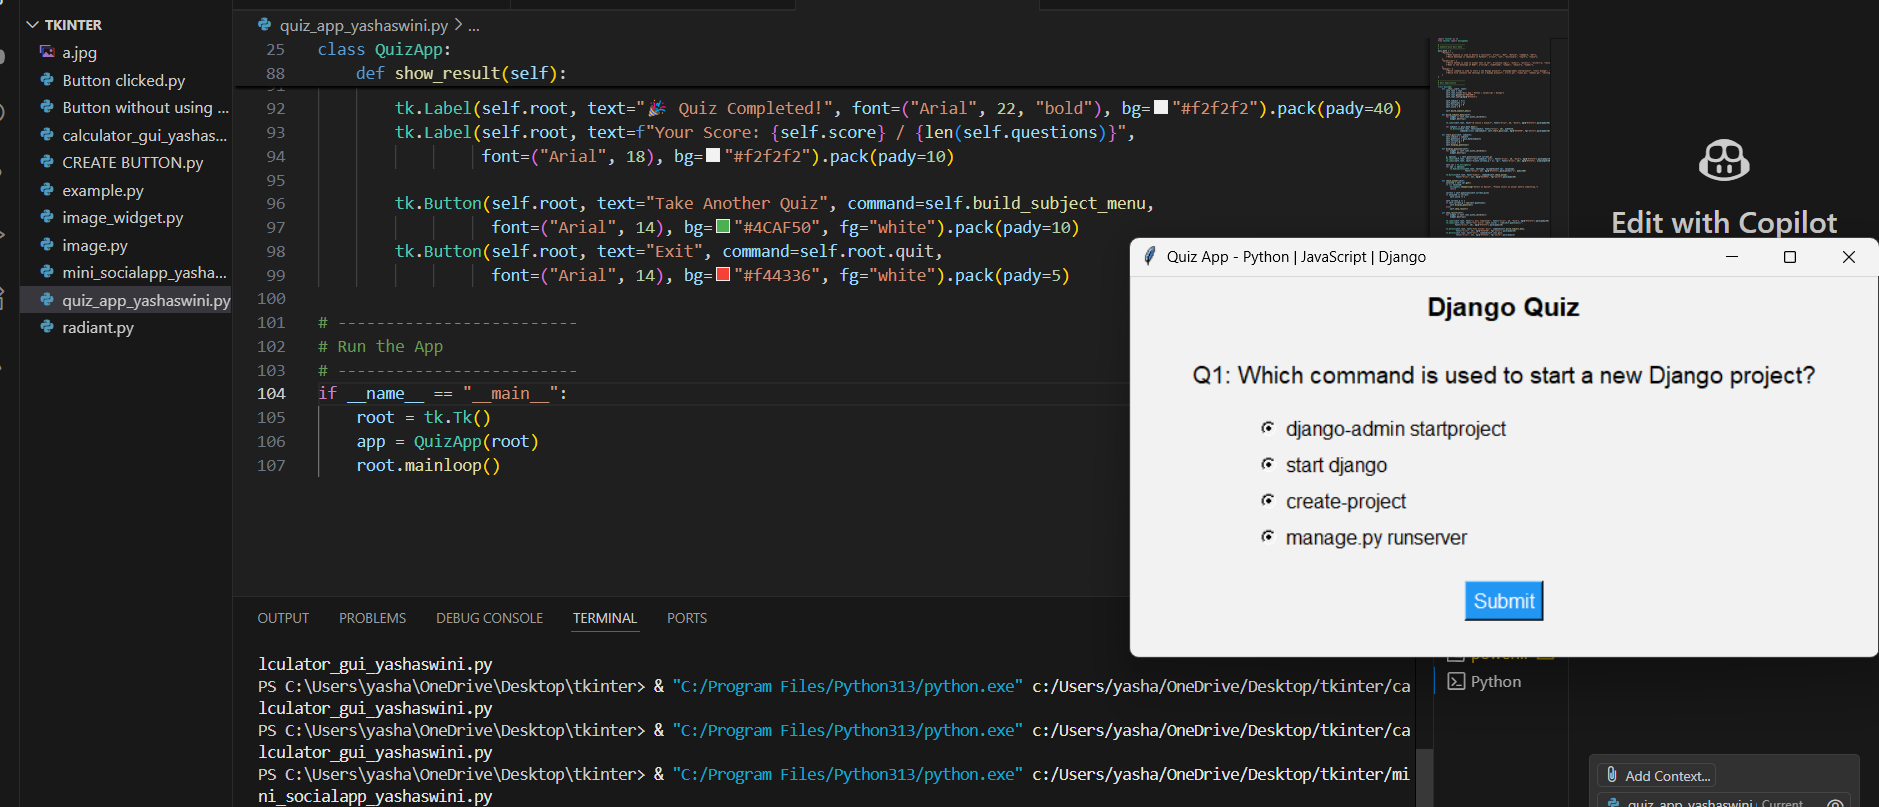 TKINTER
a.jpg
Button clicked.py
Button without using ...
calculator_gui_yashas...
CREATE BUTTON.py
example.py
image_widget.py
image.py
mini_socialapp_yasha...
quiz_app_yashaswini.py
radiant.py
quiz_app_yashaswini.py > ...
25 class QuizApp:
88 def show_result(self):
92 tk.Label(self.root, text="🎉 Quiz Completed!", font=("Arial", 22, "bold"), bg="#f2f2f2").pack(pady=40)
93 tk.Label(self.root, text=f"Your Score: {self.score} / {len(self.questions)}",
94 font=("Arial", 18), bg="#f2f2f2").pack(pady=10)
95
96 tk.Button(self.root, text="Take Another Quiz", command=self.build_subject_menu,
97 font=("Arial", 14), bg="#4CAF50", fg="white").pack(pady=10)
98 tk.Button(self.root, text="Exit", command=self.root.quit,
99 font=("Arial", 14), bg="#f44336", fg="white").pack(pady=5)
100
101 # -------------------------
102 # Run the App
103 # -------------------------
104 if __name__ == "__main__":
105 root = tk.Tk()
106 app = QuizApp(root)
107 root.mainloop()
Edit with Copilot
Quiz App - Python | JavaScript | Django
Django Quiz
Q1: Which command is used to start a new Django project?
django-admin startproject
start django
create-project
manage.py runserver
Submit
OUTPUT PROBLEMS DEBUG CONSOLE TERMINAL PORTS
lculator_gui_yashaswini.py
PS C:\Users\yasha\OneDrive\Desktop\tkinter> & "C:/Program Files/Python313/python.exe" c:/Users/yasha/OneDrive/Desktop/tkinter/ca
lculator_gui_yashaswini.py
PS C:\Users\yasha\OneDrive\Desktop\tkinter> & "C:/Program Files/Python313/python.exe" c:/Users/yasha/OneDrive/Desktop/tkinter/ca
lculator_gui_yashaswini.py
PS C:\Users\yasha\OneDrive\Desktop\tkinter> & "C:/Program Files/Python313/python.exe" c:/Users/yasha/OneDrive/Desktop/tkinter/mi
ni_socialapp_yashaswini.py
Python
Add Context...
quiz_app_yashaswini Current